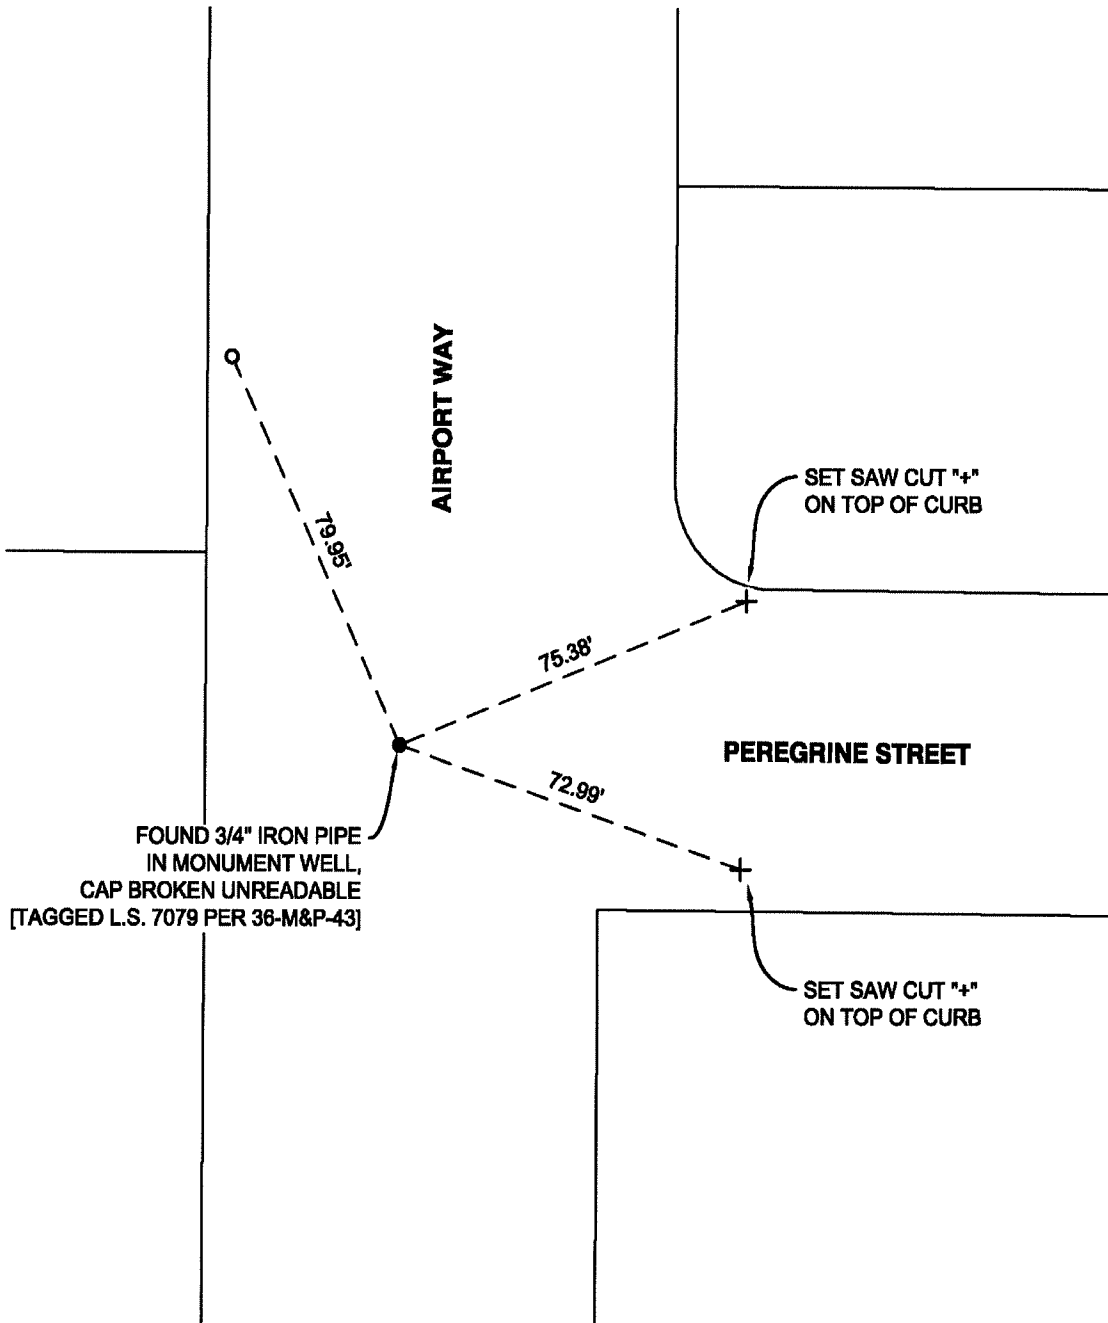 AIRPORT WAY
SET SAW CUT "+"
ON TOP OF CURB
79.95'
75.38'
PEREGRINE STREET
72.99'
FOUND 3/4" IRON PIPE
IN MONUMENT WELL,
CAP BROKEN UNREADABLE
[TAGGED L.S. 7079 PER 36-M&P-43]
SET SAW CUT "+"
ON TOP OF CURB